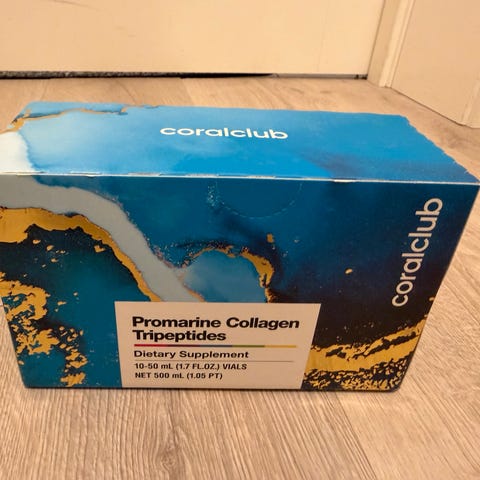 coralclub
coralclub
Promarine Collagen
Tripeptides
Dietary Supplement
10-50 mL (1.7 FL.OZ.) VIALS
NET 500 mL (1.05 PT)